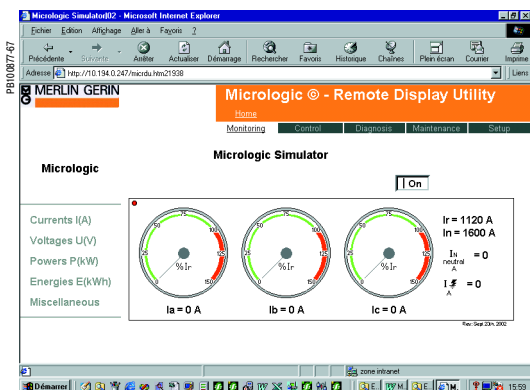 PB100877-67
Micrologic Simulator02 - Microsoft Internet Explorer
Fichier Edition Affichage Aller à Favoris ?
Précédente Suivante Arrêter Actualiser Démarrage Rechercher Favoris Historique Chaînes Plein écran Courrier Imprime
Adresse http://10.194.0.247/micrdu.htm21938 Liens
MERLIN GERIN
Micrologic © - Remote Display Utility
Home
Monitoring Control Diagnosis Maintenance Setup
Micrologic
Micrologic Simulator
On
Currents I(A)
Voltages U(V)
Powers P(kW)
Energies E(kWh)
Miscellaneous
0 25 50 75 100 125 150 %Ir
Ia = 0 A
0 25 50 75 100 125 150 %Ir
Ib = 0 A
0 25 50 75 100 125 150 %Ir
Ic = 0 A
Ir = 1120 A
In = 1600 A
IN = 0
neutral
A
I = 0
A
Rev: Sept 20th, 2002
zone intranet
Démarrer E M 15:59